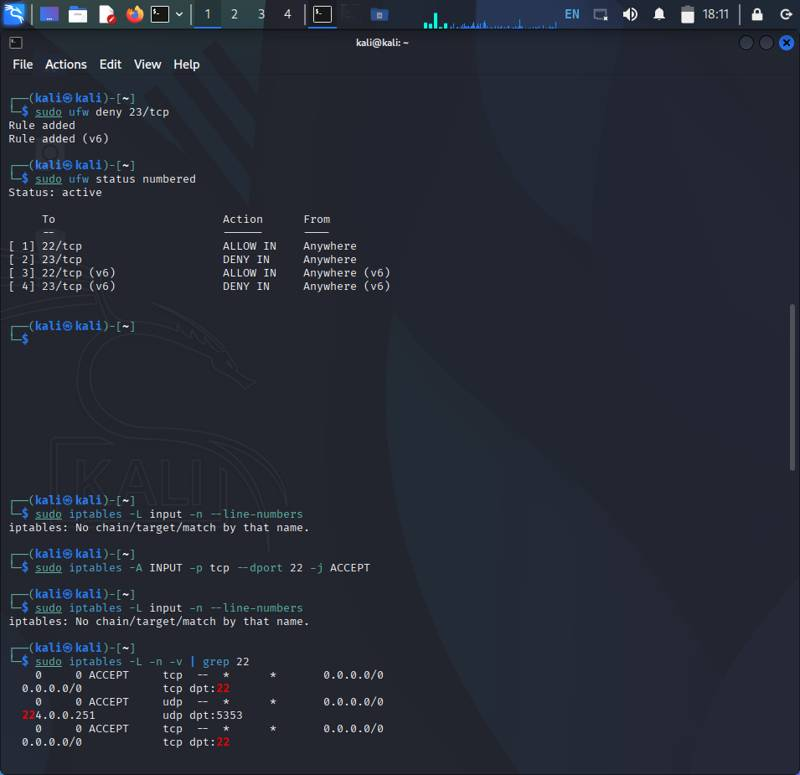 1 2 3 4 EN 18:11
kali@kali: ~
File Actions Edit View Help
┌──(kali㉿kali)-[~]
└─$ sudo ufw deny 23/tcp
Rule added
Rule added (v6)
┌──(kali㉿kali)-[~]
└─$ sudo ufw status numbered
Status: active
To Action From
-- ------ ----
[ 1] 22/tcp ALLOW IN Anywhere
[ 2] 23/tcp DENY IN Anywhere
[ 3] 22/tcp (v6) ALLOW IN Anywhere (v6)
[ 4] 23/tcp (v6) DENY IN Anywhere (v6)
┌──(kali㉿kali)-[~]
└─$
KALI
┌──(kali㉿kali)-[~]
└─$ sudo iptables -L input -n --line-numbers
iptables: No chain/target/match by that name.
┌──(kali㉿kali)-[~]
└─$ sudo iptables -A INPUT -p tcp --dport 22 -j ACCEPT
┌──(kali㉿kali)-[~]
└─$ sudo iptables -L input -n --line-numbers
iptables: No chain/target/match by that name.
┌──(kali㉿kali)-[~]
└─$ sudo iptables -L -n -v | grep 22
0 0 ACCEPT tcp -- * * 0.0.0.0/0
0.0.0.0/0 tcp dpt:22
0 0 ACCEPT udp -- * * 0.0.0.0/0
224.0.0.251 udp dpt:5353
0 0 ACCEPT tcp -- * * 0.0.0.0/0
0.0.0.0/0 tcp dpt:22